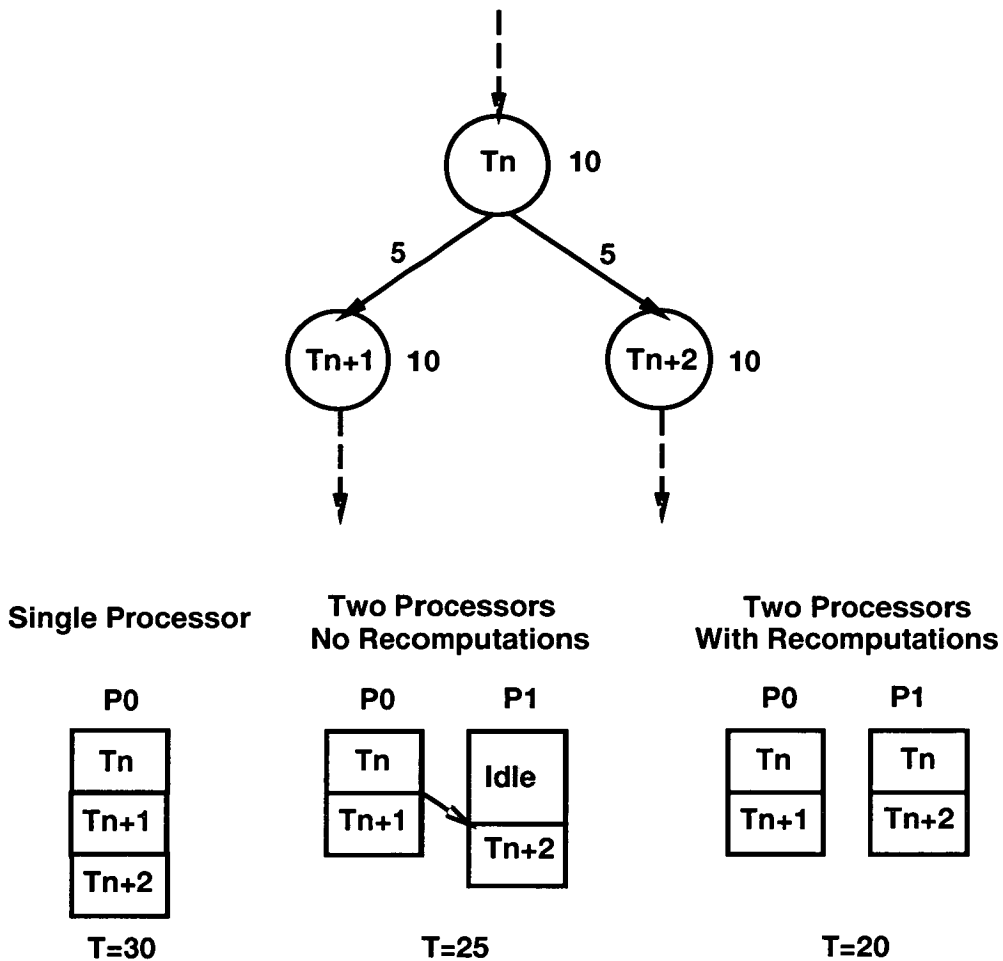 Tn 10
5 5
Tn+1 10 Tn+2 10
Single Processor
Two Processors
No Recomputations
Two Processors
With Recomputations
P0
Tn
Tn+1
Tn+2
T=30
P0 P1
Tn Idle
Tn+1 Tn+2
T=25
P0 P1
Tn Tn
Tn+1 Tn+2
T=20